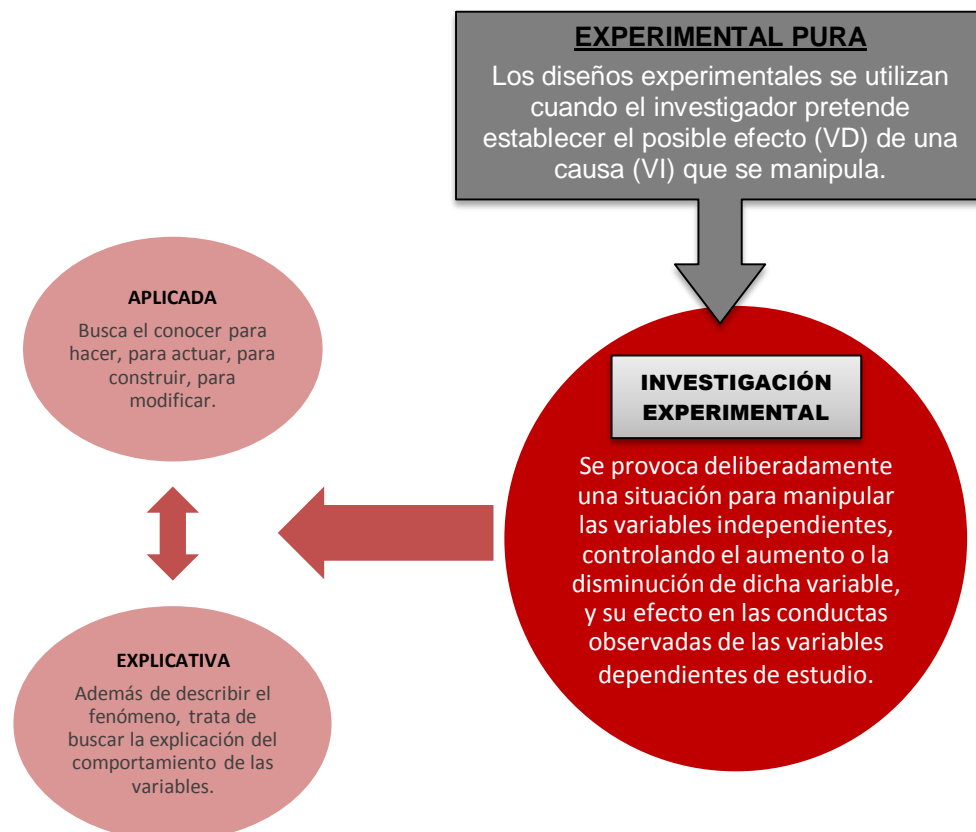 EXPERIMENTAL PURA
Los diseños experimentales se utilizan
cuando el investigador pretende
establecer el posible efecto (VD) de una
causa (VI) que se manipula.
APLICADA
Busca el conocer para
hacer, para actuar, para
construir, para
modificar.
INVESTIGACIÓN
EXPERIMENTAL
Se provoca deliberadamente
una situación para manipular
las variables independientes,
controlando el aumento o la
disminución de dicha variable,
y su efecto en las conductas
observadas de las variables
dependientes de estudio.
EXPLICATIVA
Además de describir el
fenómeno, trata de
buscar la explicación del
comportamiento de las
variables.